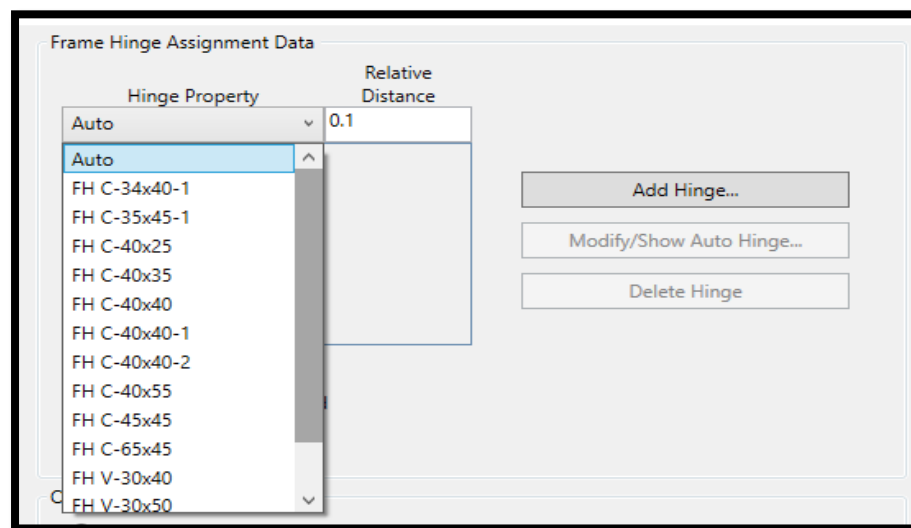 Frame Hinge Assignment Data
Relative
Hinge Property Distance
Auto 0.1
Auto
FH C-34x40-1
FH C-35x45-1
FH C-40x25
FH C-40x35
FH C-40x40
FH C-40x40-1
FH C-40x40-2
FH C-40x55
FH C-45x45
FH C-65x45
FH V-30x40
FH V-30x50
Add Hinge...
Modify/Show Auto Hinge...
Delete Hinge